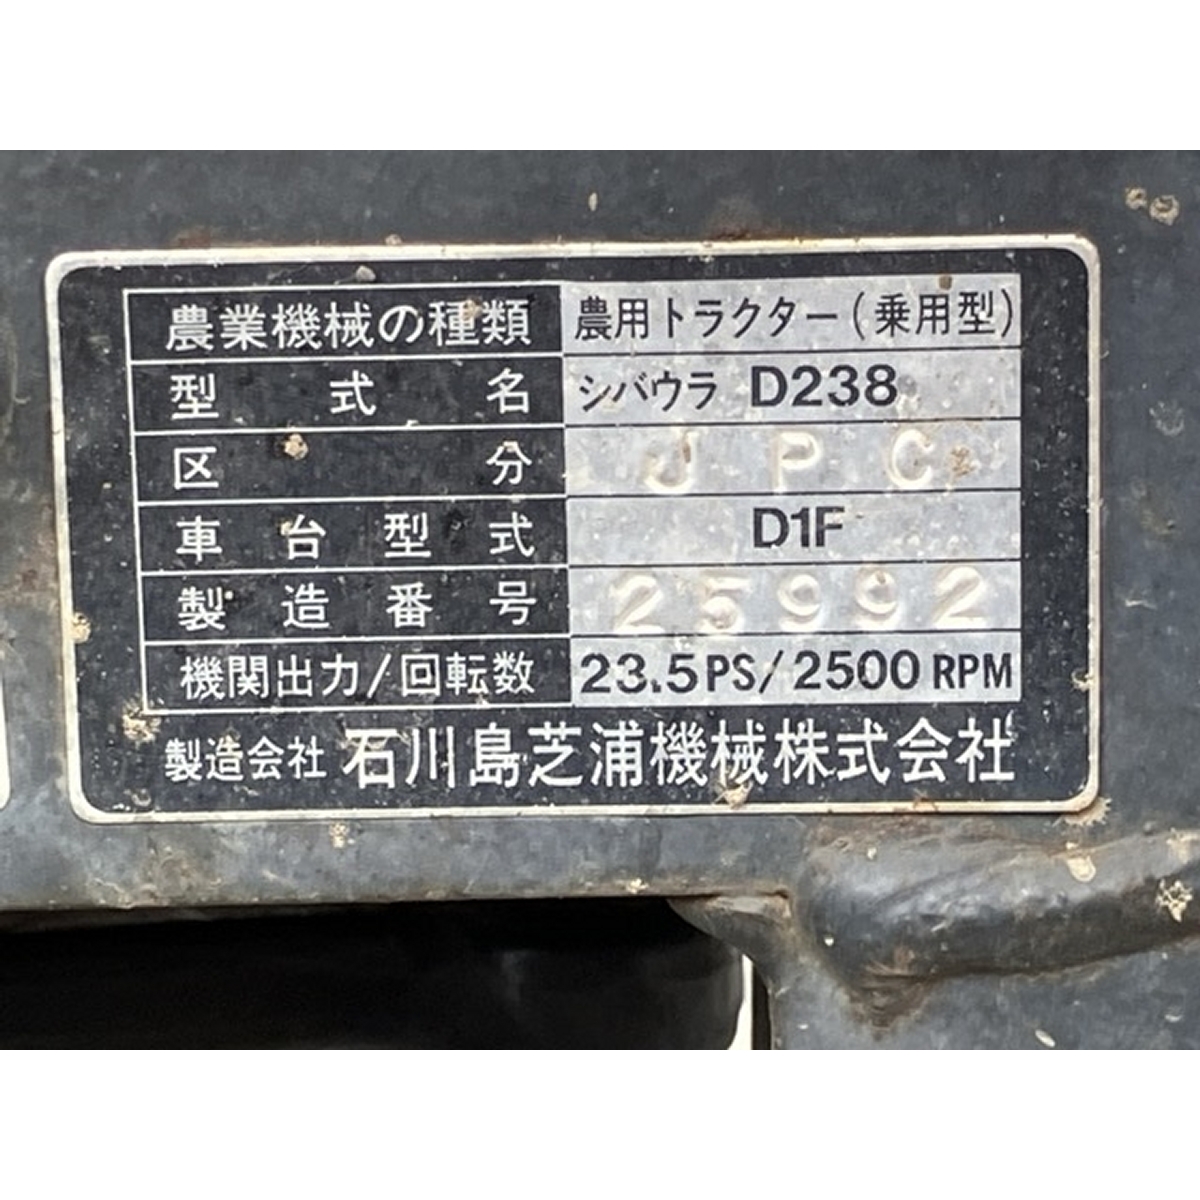 農業機械の種類 農用トラクター(乗用型)
型式名 シバウラ D238
区分 JPC
車台型式 D1F
製造番号 25992
機関出力/回転数 23.5PS/2500RPM
製造会社 石川島芝浦機械株式会社